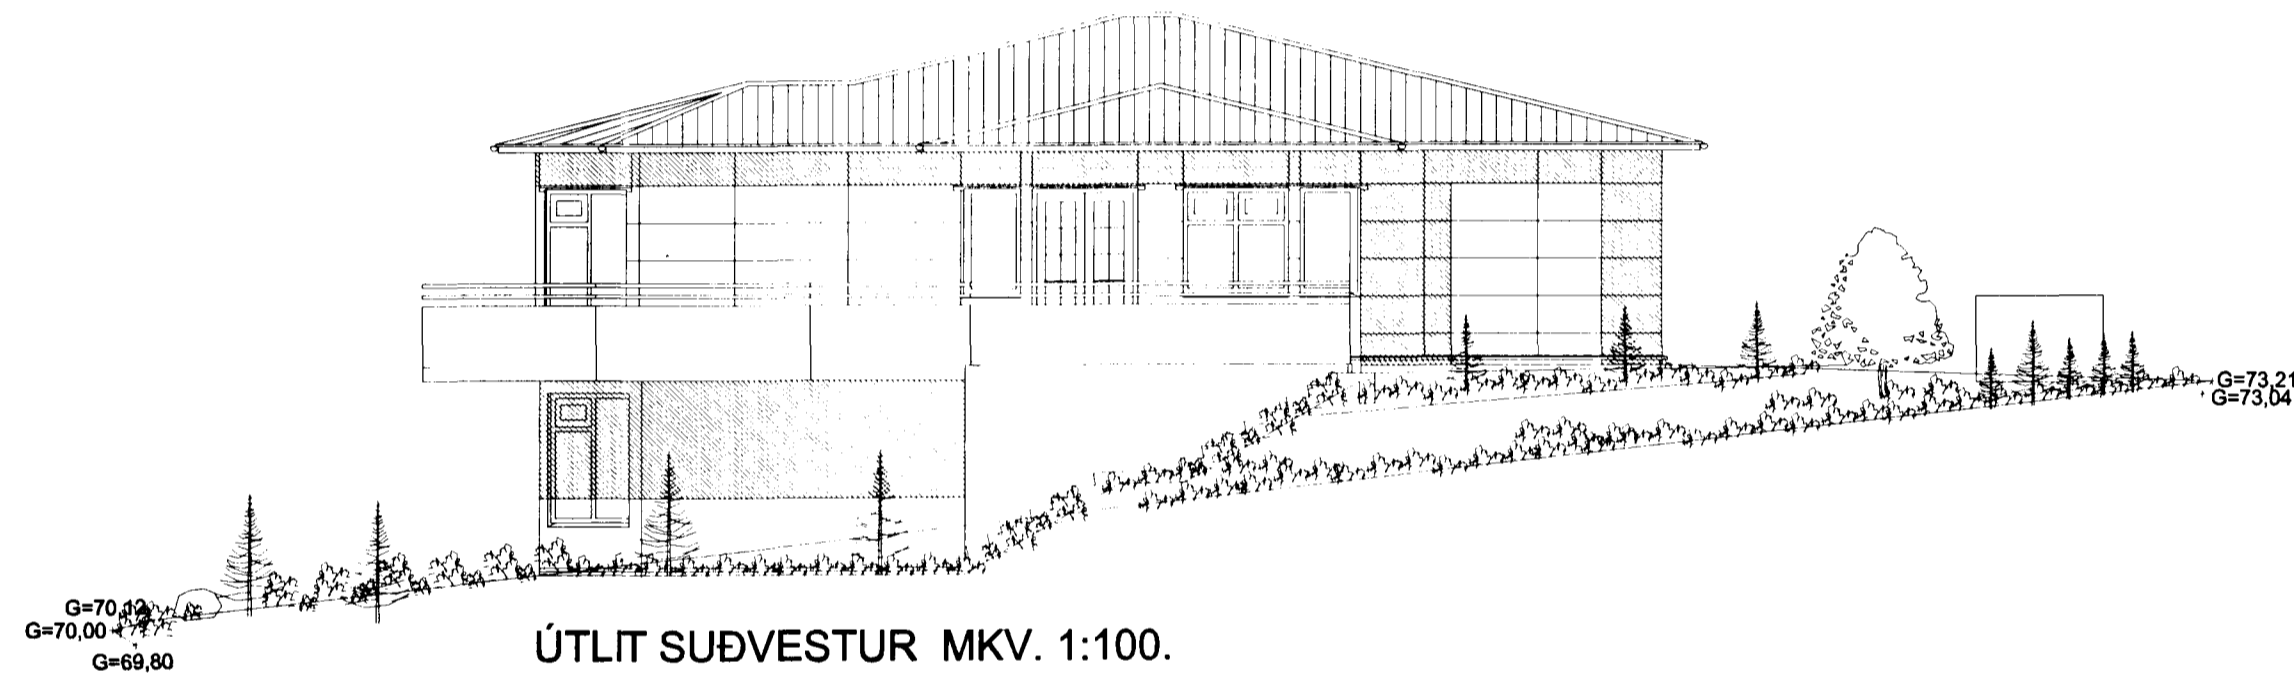 G=73,21
G=73,04
G=70,12
G=70,00
G=69,80
ÚTLIT SUÐVESTUR MKV. 1:100.